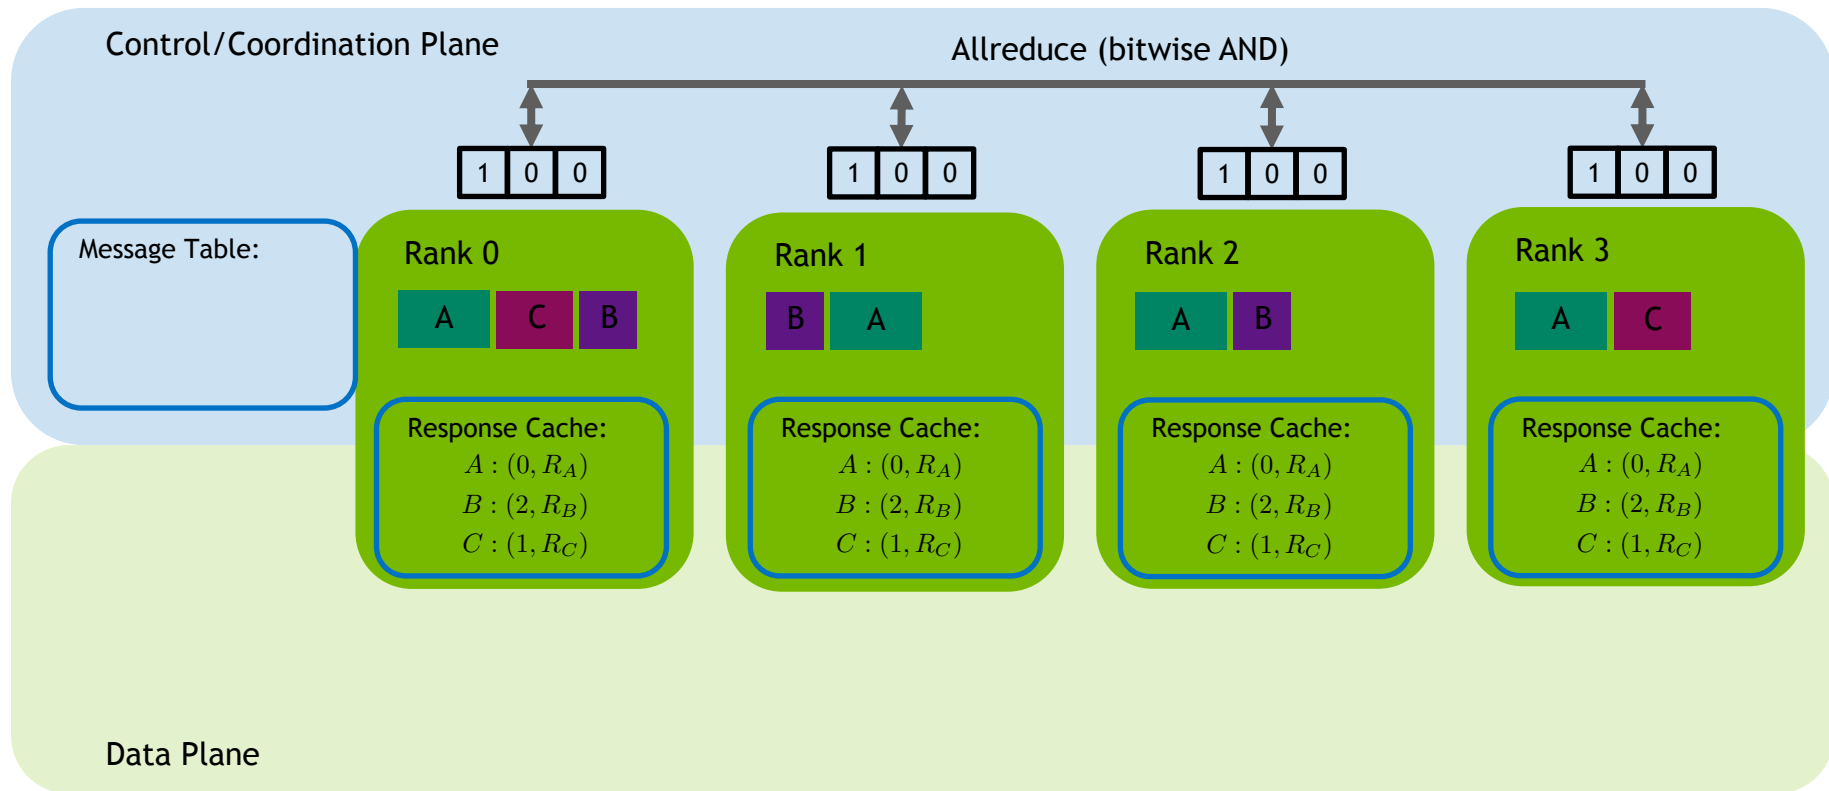 Control/Coordination Plane
Allreduce (bitwise AND)
1 0 0
1 0 0
1 0 0
1 0 0
Message Table:
Rank 0
A C B
Response Cache:
A : (0, R_A)
B : (2, R_B)
C : (1, R_C)
Rank 1
B A
Response Cache:
A : (0, R_A)
B : (2, R_B)
C : (1, R_C)
Rank 2
A B
Response Cache:
A : (0, R_A)
B : (2, R_B)
C : (1, R_C)
Rank 3
A C
Response Cache:
A : (0, R_A)
B : (2, R_B)
C : (1, R_C)
Data Plane